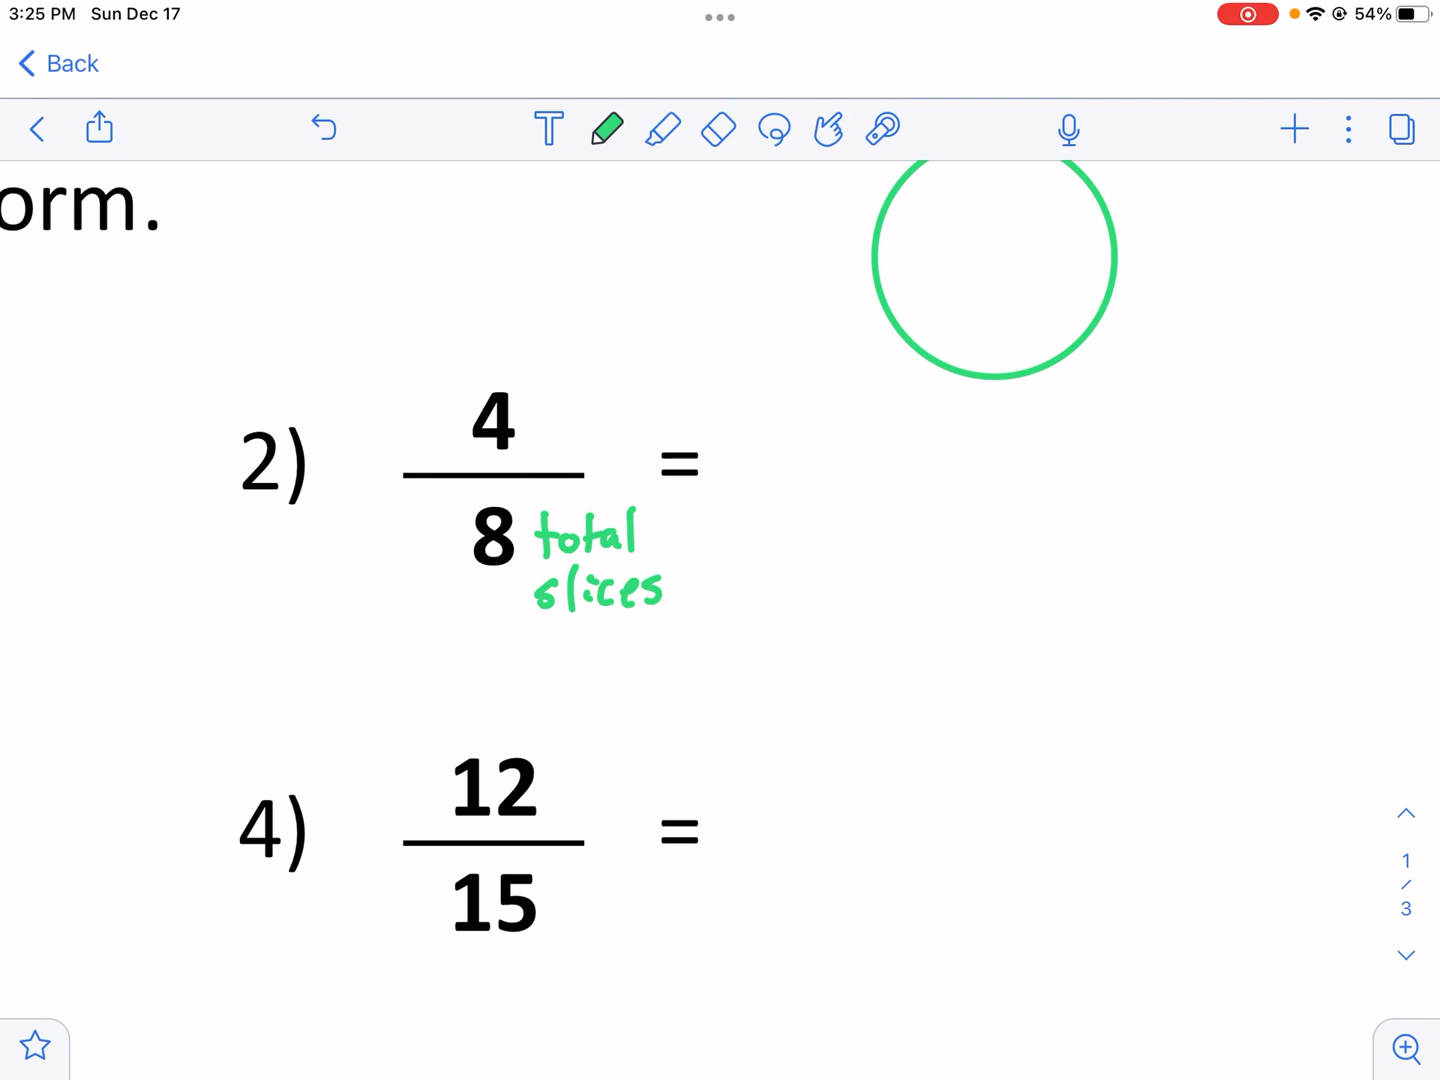 3:25 PM Sun Dec 17
54%
Back
T
orm.
2) 4/8 =
total
slices
4) 12/15 =
1
/
3